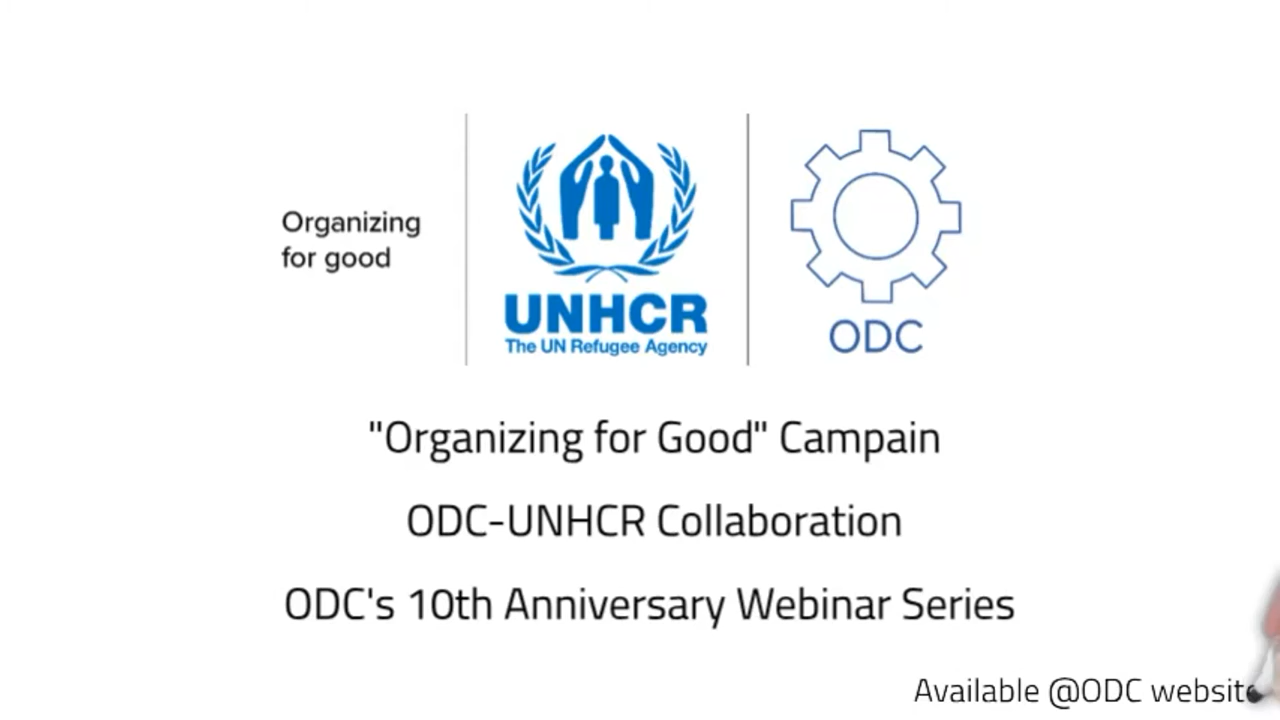 Organizing
for good
UNHCR
The UN Refugee Agency
ODC
"Organizing for Good" Campain
ODC-UNHCR Collaboration
ODC's 10th Anniversary Webinar Series
Available @ODC website